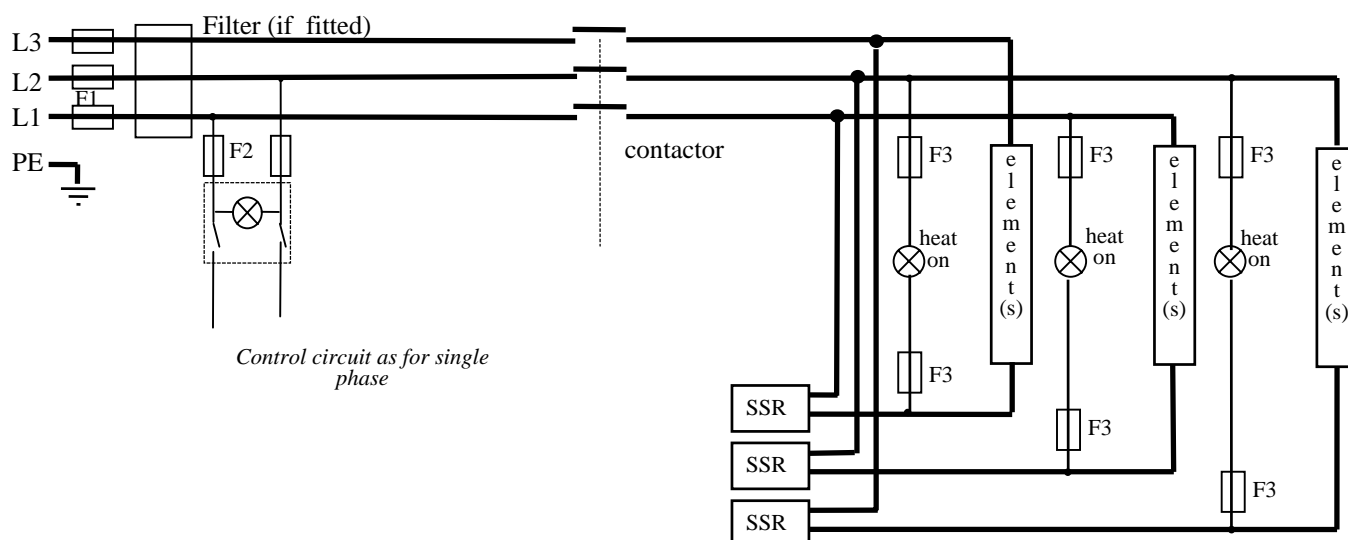 Filter (if fitted)
L3
L2
F1
L1
PE
F2
contactor
Control circuit as for single
phase
F3
F3
F3
element(s)
element(s)
element(s)
heat
on
heat
on
heat
on
F3
F3
F3
SSR
SSR
SSR